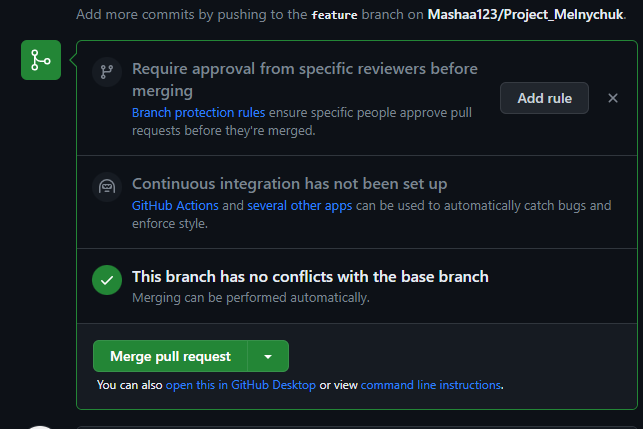 Add more commits by pushing to the feature branch on Mashaa123/Project_Melnychuk.
Require approval from specific reviewers before
merging
Branch protection rules ensure specific people approve pull
requests before they're merged.
Add rule
Continuous integration has not been set up
GitHub Actions and several other apps can be used to automatically catch bugs and
enforce style.
This branch has no conflicts with the base branch
Merging can be performed automatically.
Merge pull request
You can also open this in GitHub Desktop or view command line instructions.